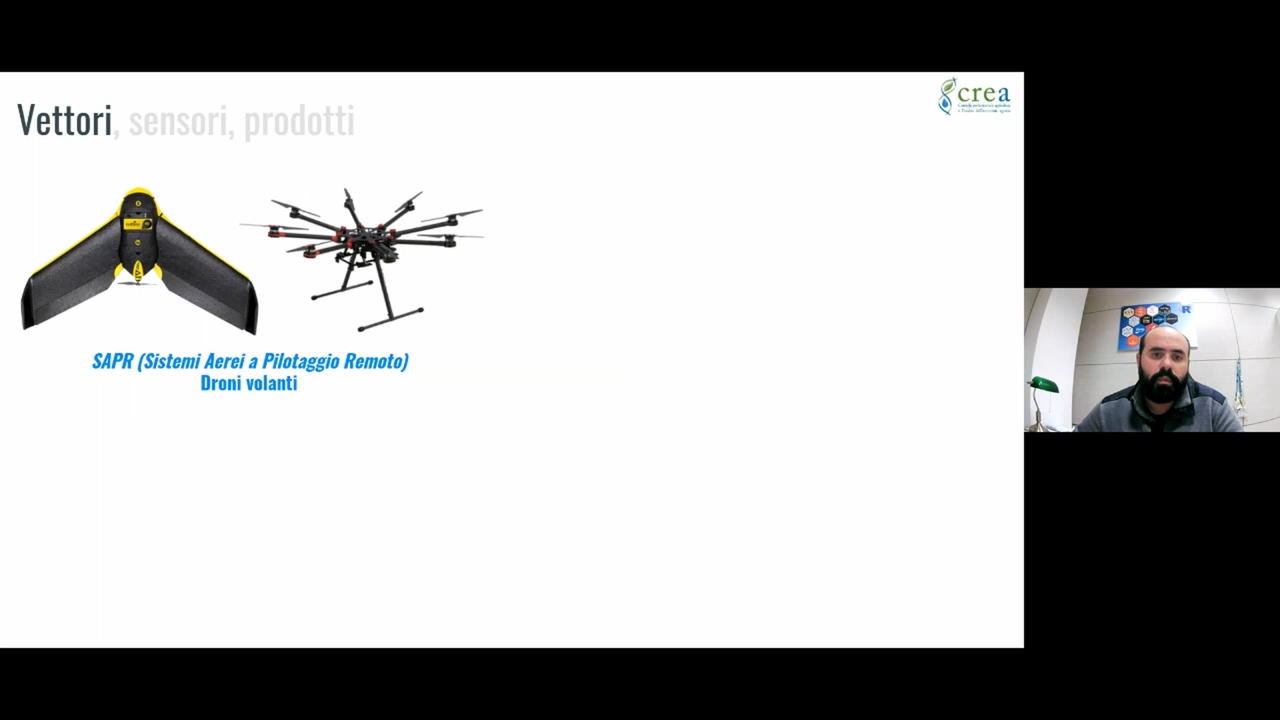 Vettori, sensori, prodotti
crea
SAPR (Sistemi Aerei a Pilotaggio Remoto)
Droni volanti
R